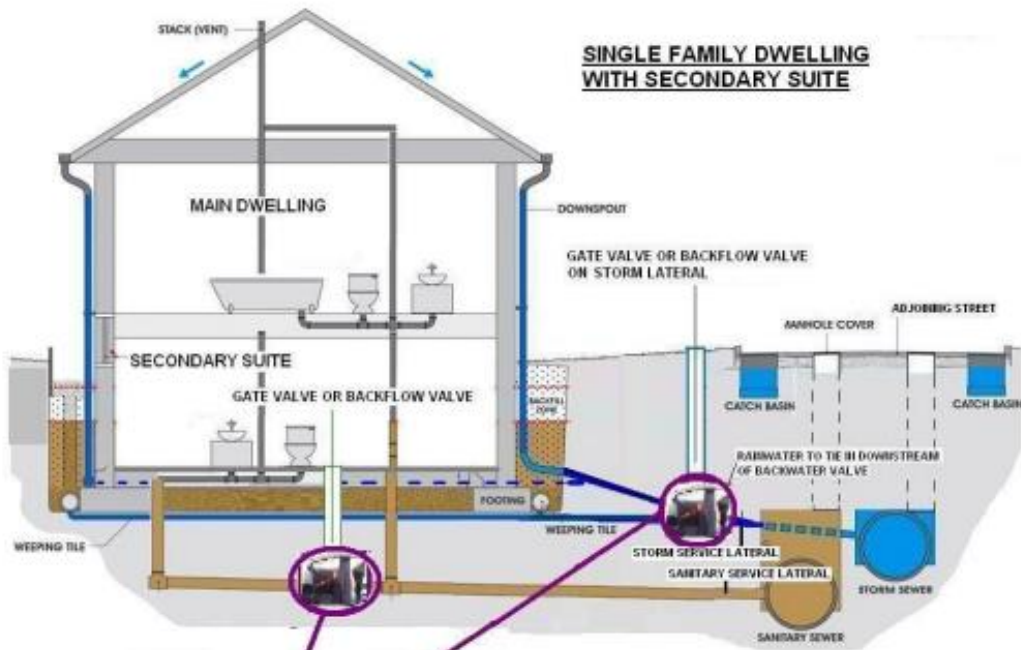 STACK (VENT)
SINGLE FAMILY DWELLING
WITH SECONDARY SUITE
MAIN DWELLING
DOWNSPOUT
GATE VALVE OR BACKFLOW VALVE
ON STORM LATERAL
MANHOLE COVER
ADJOINING STREET
SECONDARY SUITE
GATE VALVE OR BACKFLOW VALVE
BACKFILL
ZONE
CATCH BASIN
CATCH BASIN
RAINWATER TO TIE IN DOWNSTREAM
OF BACKWATER VALVE
FOOTING
WEEPING TILE
WEEPING TILE
STORM SERVICE LATERAL
SANITARY SERVICE LATERAL
STORM SEWER
SANITARY SEWER